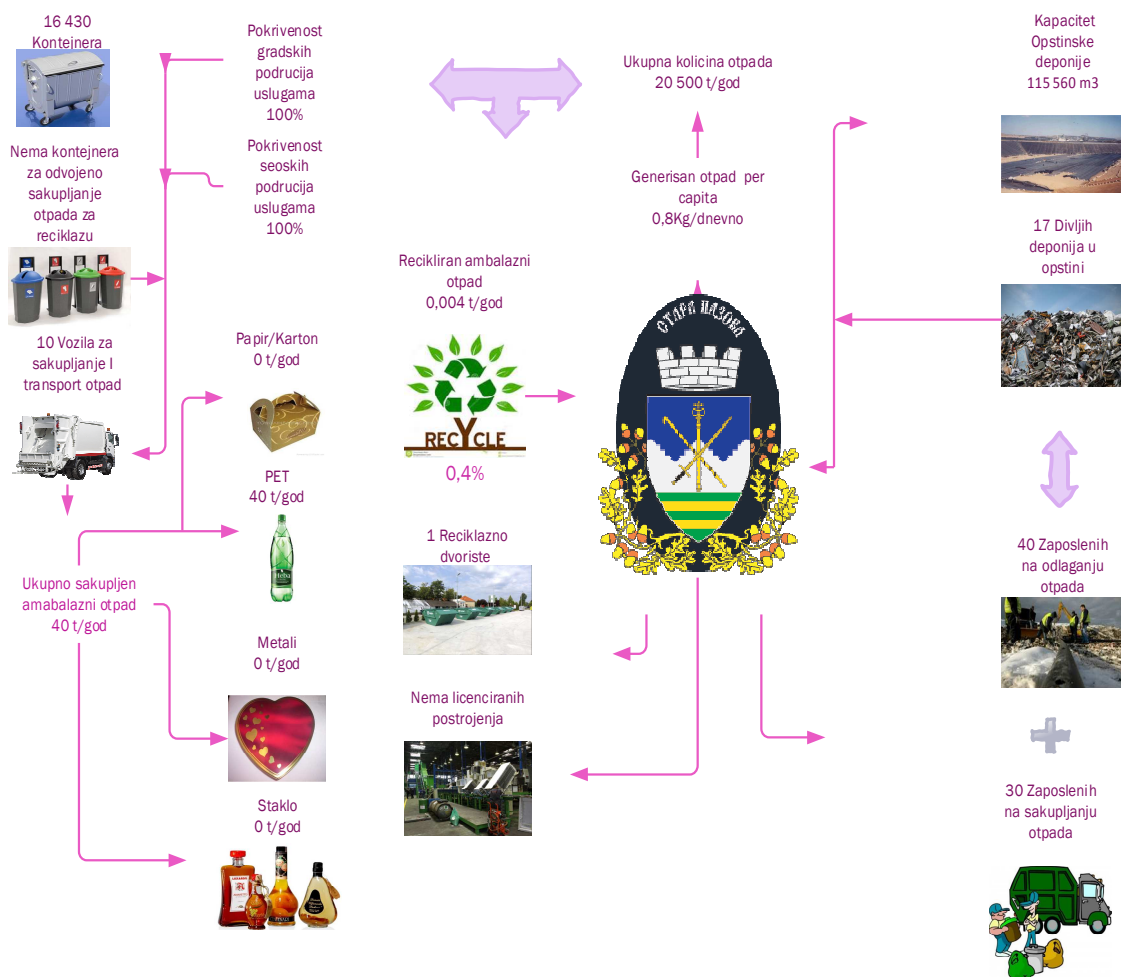 16 430
Kontejnera
Nema kontejnera
za odvojeno
sakupljanje
otpada za
reciklazu
10 Vozila za
sakupljanje I
transport otpad
Ukupno sakupljen
amabalazni otpad
40 t/god
Pokrivenost
gradskih
podrucija
uslugama
100%
Pokrivenost
seoskih
podrucija
uslugama
100%
Papir/Karton
0 t/god
PET
40 t/god
Metali
0 t/god
Staklo
0 t/god
Recikliran ambalazni
otpad
0,004 t/god
RECYCLE
0,4%
1 Reciklazno
dvoriste
Nema licenciranih
postrojenja
Ukupna kolicina otpada
20 500 t/god
Generisan otpad per
capita
0,8Kg/dnevno
СТАРА ПАЗОВА
Kapacitet
Opstinske
deponije
115 560 m3
17 Divljih
deponija u
opstini
40 Zaposlenih
na odlaganju
otpada
30 Zaposlenih
na sakupljanju
otpada